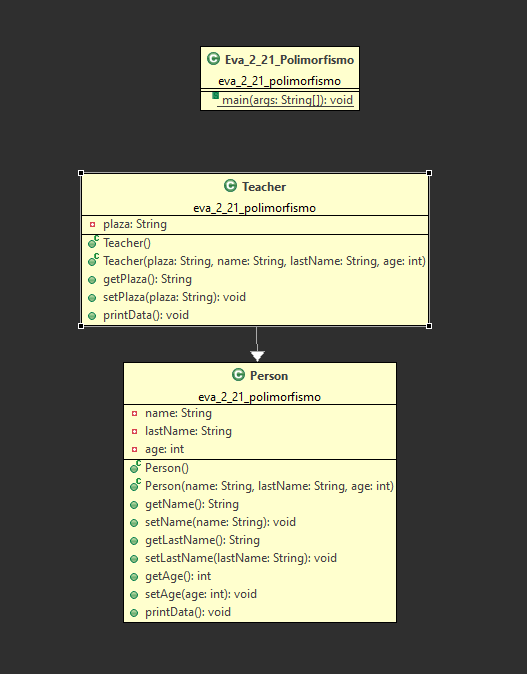 Eva_2_21_Polimorfismo
eva_2_21_polimorfismo
main(args: String[]): void
Teacher
eva_2_21_polimorfismo
plaza: String
Teacher()
Teacher(plaza: String, name: String, lastName: String, age: int)
getPlaza(): String
setPlaza(plaza: String): void
printData(): void
Person
eva_2_21_polimorfismo
name: String
lastName: String
age: int
Person()
Person(name: String, lastName: String, age: int)
getName(): String
setName(name: String): void
getLastName(): String
setLastName(lastName: String): void
getAge(): int
setAge(age: int): void
printData(): void